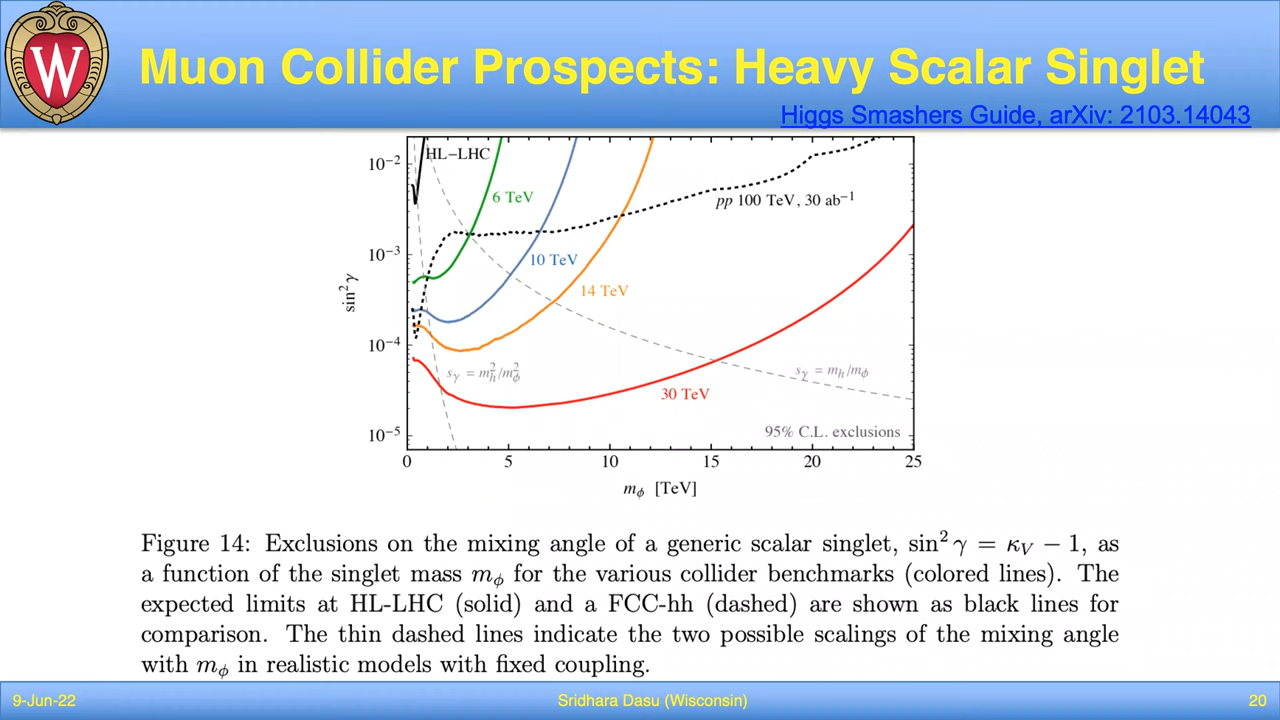 W
Muon Collider Prospects: Heavy Scalar Singlet
Higgs Smashers Guide, arXiv: 2103.14043
HL−LHC
10⁻²
6 TeV
pp 100 TeV, 30 ab⁻¹
10⁻³
10 TeV
sin²γ
14 TeV
10⁻⁴
sγ = m²ₕ/m²ϕ
sγ = mₕ/mϕ
30 TeV
10⁻⁵
95% C.L. exclusions
0 5 10 15 20 25
mϕ [TeV]
Figure 14: Exclusions on the mixing angle of a generic scalar singlet, sin² γ = κV − 1, as
a function of the singlet mass mϕ for the various collider benchmarks (colored lines). The
expected limits at HL-LHC (solid) and a FCC-hh (dashed) are shown as black lines for
comparison. The thin dashed lines indicate the two possible scalings of the mixing angle
with mϕ in realistic models with fixed coupling.
9-Jun-22
Sridhara Dasu (Wisconsin)
20